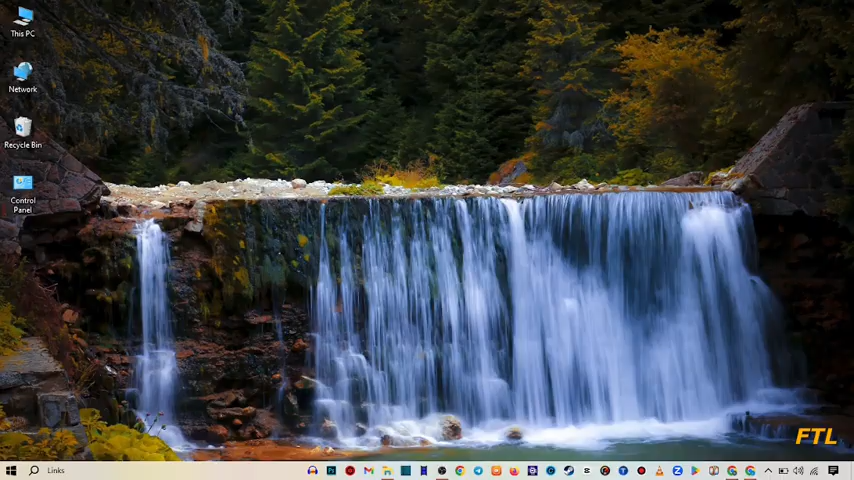 This PC
Network
Recycle Bin
Control
Panel
FTL
Links